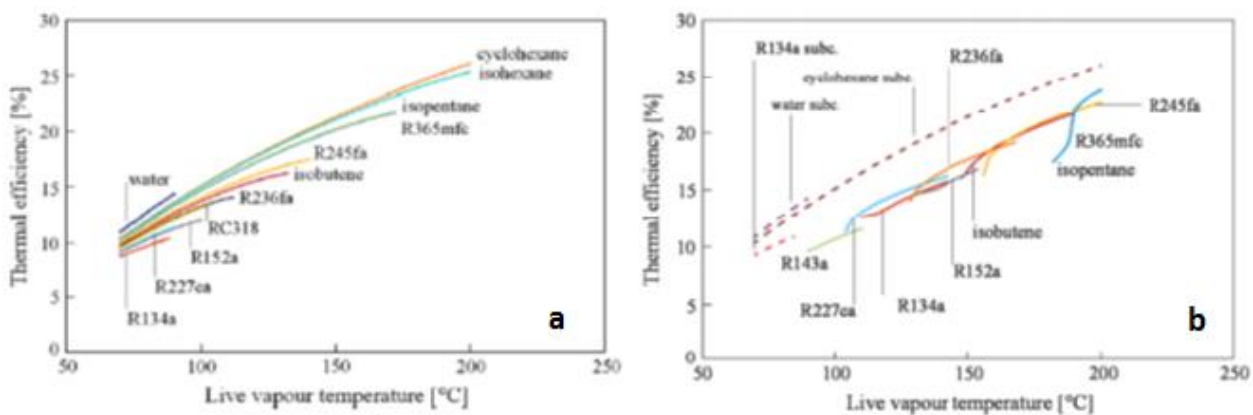 30
25
20
15
10
5
0
50
100
150
200
250
Thermal efficiency [%]
Live vapour temperature [°C]
cyclohexane
isohexane
isopentane
R365mfc
R245fa
isobutene
water
R236fa
RC318
R152a
R227ea
R134a
a
30
25
20
15
10
5
0
50
100
150
200
250
Thermal efficiency [%]
Live vapour temperature [°C]
R134a subc.
R236fa
cyclohexane subc.
water subc.
R245fa
R365mfc
isopentane
isobutene
R143a
R152a
R227ea
R134a
b